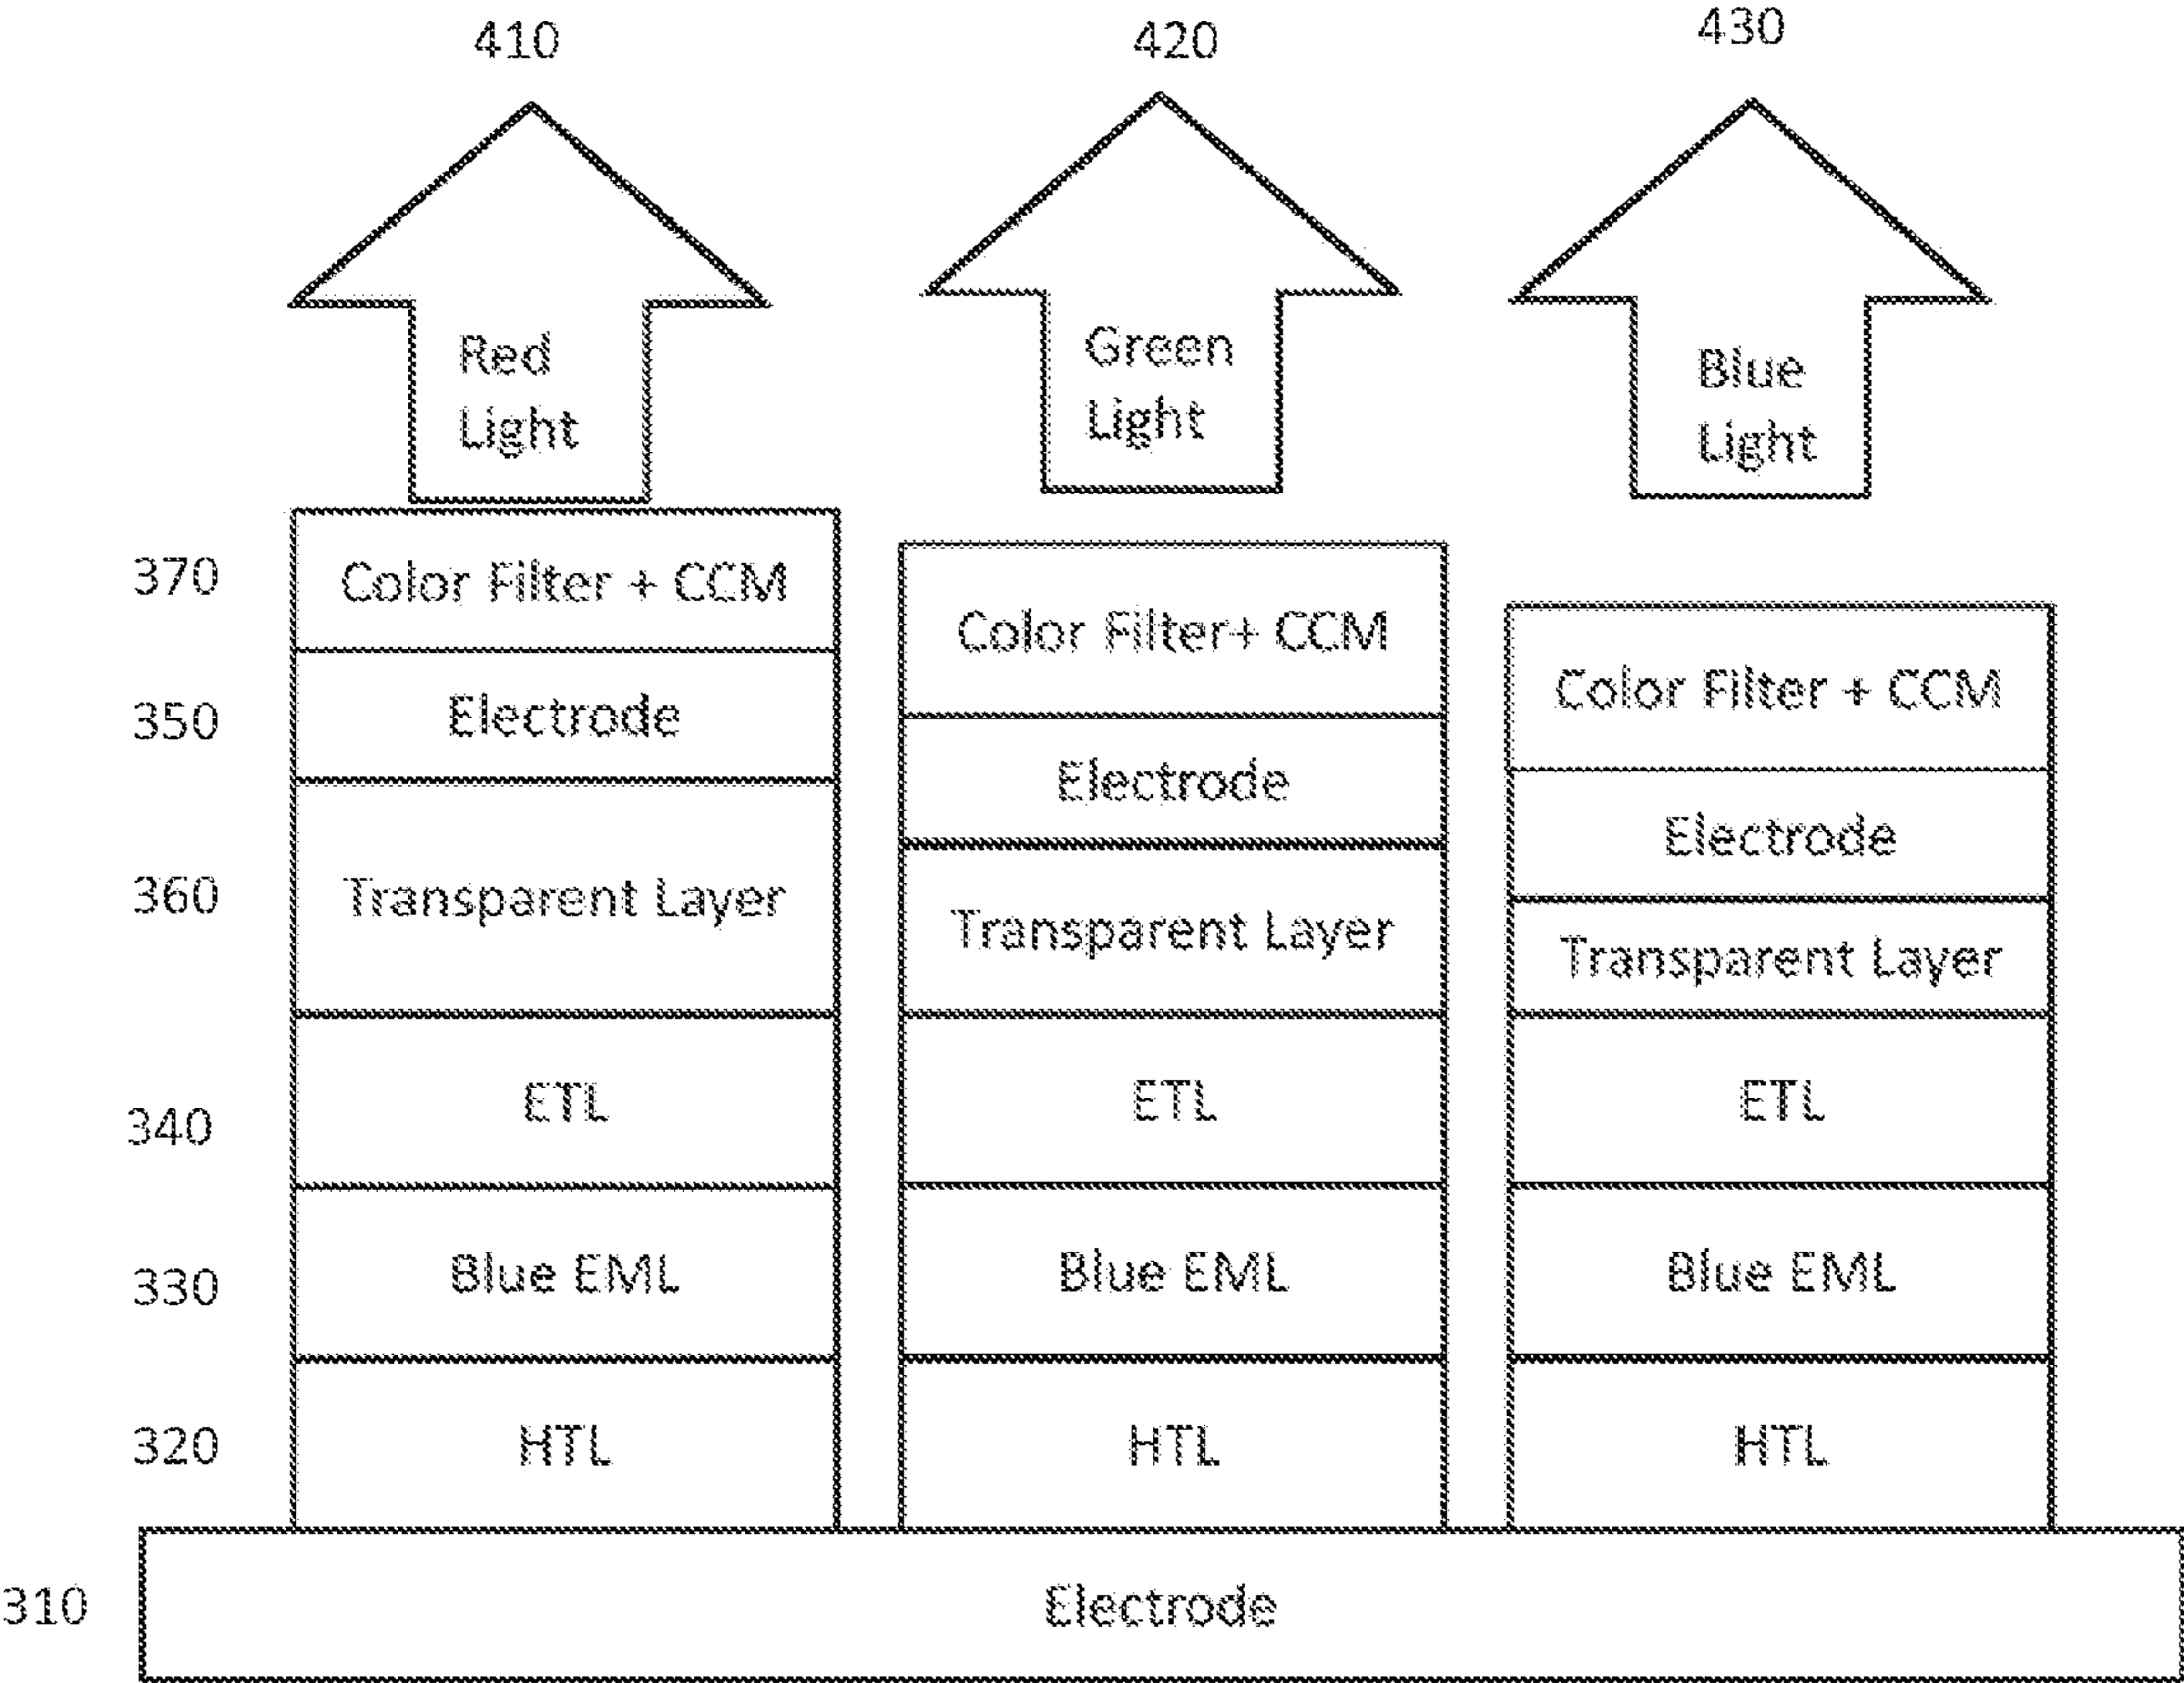 410
420
430
Red
Light
Green
Light
Blue
Light
370
Color Filter + CCM
Color Filter+ CCM
Color Filter + CCM
350
Electrode
Electrode
Electrode
360
Transparent Layer
Transparent Layer
Transparent Layer
340
ETL
ETL
ETL
330
Blue EML
Blue EML
Blue EML
320
HTL
HTL
HTL
310
Electrode